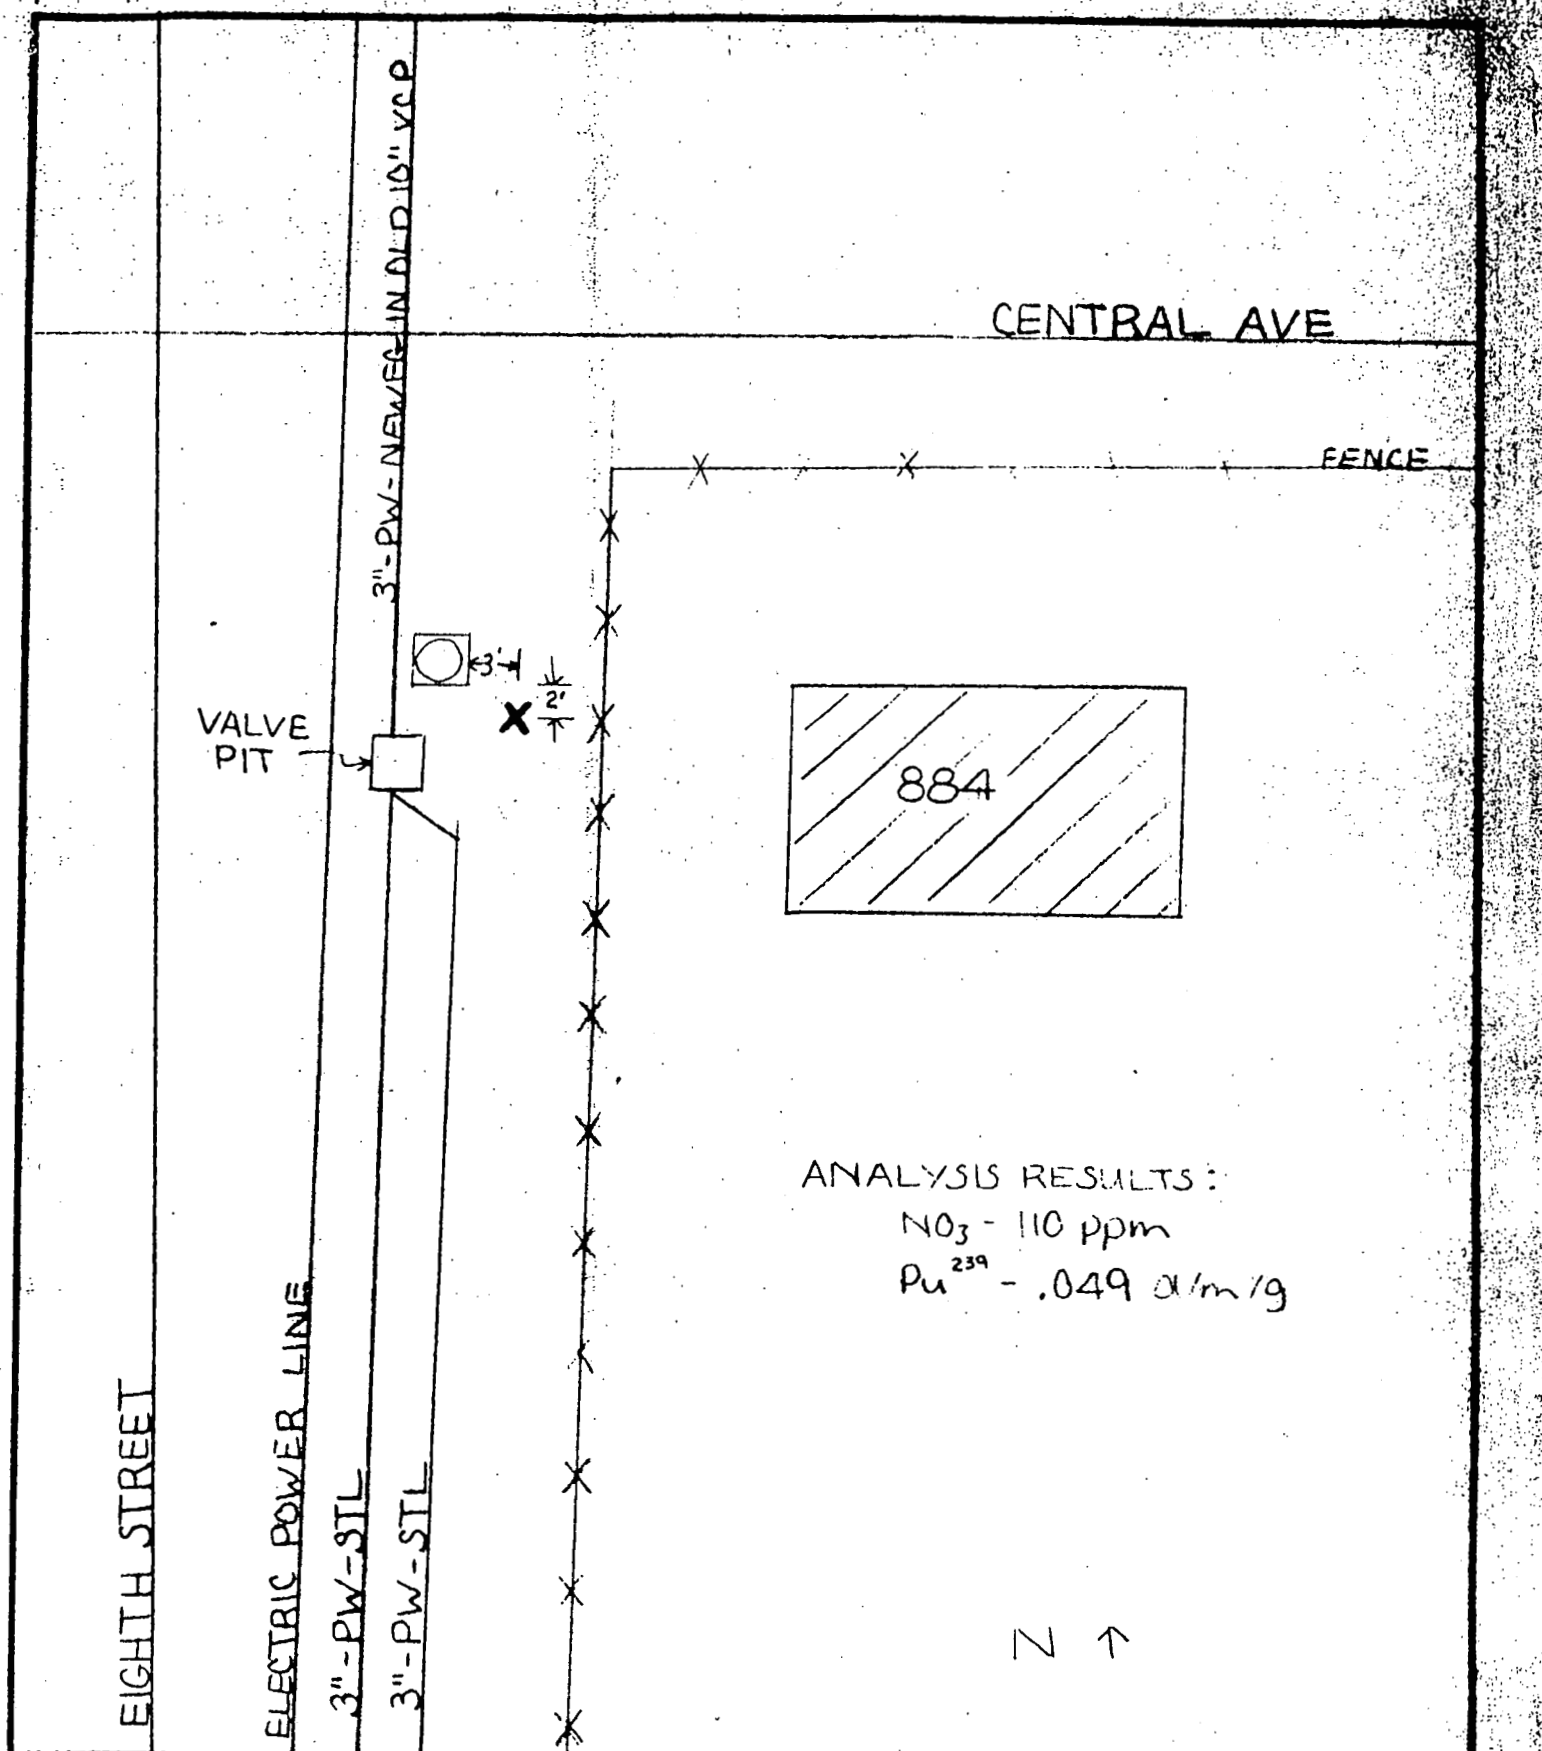 3"-PW-NEWER IN OLD 10" VCP
CENTRAL AVE
FENCE
3'
2'
VALVE
PIT
884
ANALYSIS RESULTS:
NO₃ - 110 ppm
Pu²³⁹ - .049 d/m/g
EIGHTH STREET
ELECTRIC POWER LINE
3"-PW-STL
3"-PW-STL
N ↑